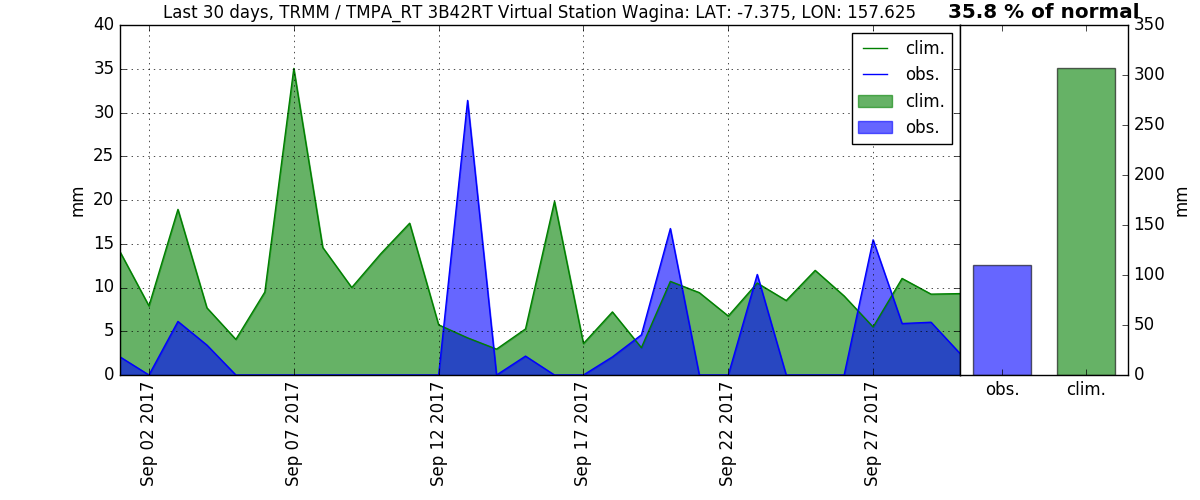 Last 30 days, TRMM / TMPA_RT 3B42RT Virtual Station Wagina: LAT: -7.375, LON: 157.625
35.8 % of normal
40
35
30
25
20
15
10
5
0
mm
clim.
obs.
clim.
obs.
Sep 02 2017
Sep 07 2017
Sep 12 2017
Sep 17 2017
Sep 22 2017
Sep 27 2017
350
300
250
200
150
100
50
0
mm
obs.
clim.